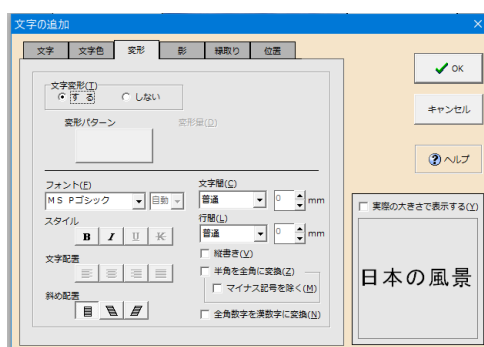 文字の追加
文字 文字色 変形 影 縁取り 位置
文字変形(T)
する しない
変形パターン 変形量(D)
フォント(F) 文字間(C)
MS Pゴシック 自動 普通 0 mm
スタイル 行間(L)
B I U K 普通 0 mm
縦書き(V)
文字配置 半角を全角に変換(Z)
マイナス記号を除く(M)
斜め配置
全角数字を漢数字に変換(N)
OK
キャンセル
ヘルプ
実際の大きさで表示する(Y)
日本の風景